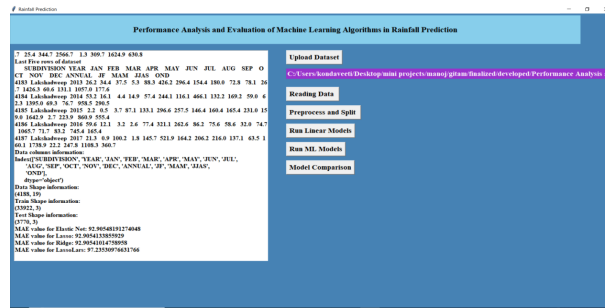 Rainfall Prediction
Performance Analysis and Evaluation of Machine Learning Algorithms in Rainfall Prediction
.7 25.4 344.7 2566.7 1.3 309.7 1624.9 630.8
Last Five rows of dataset
SUBDIVISION YEAR JAN FEB MAR APR MAY JUN JUL AUG SEP O
CT NOV DEC ANNUAL JF MAM JJAS OND
4183 Lakshadweep 2013 26.2 34.4 37.5 5.3 88.3 426.2 296.4 154.4 180.0 72.8 78.1 26
.7 1426.3 60.6 131.1 1057.0 177.6
4184 Lakshadweep 2014 53.2 16.1 4.4 14.9 57.4 244.1 116.1 466.1 132.2 169.2 59.0 6
2.3 1395.0 69.3 76.7 958.5 290.5
4185 Lakshadweep 2015 2.2 0.5 3.7 87.1 133.1 296.6 257.5 146.4 160.4 165.4 231.0 15
9.0 1642.9 2.7 223.9 860.9 555.4
4186 Lakshadweep 2016 59.6 12.1 3.2 2.6 77.4 321.1 262.6 86.2 75.6 58.6 32.0 74.7
1065.7 71.7 83.2 745.4 165.4
4187 Lakshadweep 2017 21.3 0.9 100.2 1.8 145.7 521.9 164.2 206.2 216.0 137.1 63.5 1
60.1 1738.9 22.2 247.8 1108.3 360.7
Data columns information:
Index(['SUBDIVISION', 'YEAR', 'JAN', 'FEB', 'MAR', 'APR', 'MAY', 'JUN', 'JUL',
'AUG', 'SEP', 'OCT', 'NOV', 'DEC', 'ANNUAL', 'JF', 'MAM', 'JJAS',
'OND'],
dtype='object')
Data Shape information:
(4188, 19)
Train Shape information:
(33922, 3)
Test Shape information:
(3770, 3)
MAE value for Elastic Net: 92.90548191274048
MAE value for Lasso: 92.9054133855929
MAE value for Ridge: 92.90541014758958
MAE value for LassoLars: 97.23530976631766
Upload Dataset
C:/Users/kondaveeti/Desktop/mini projects/manoj/gitam/finalized/developed/Performance Analysis
Reading Data
Preprocess and Split
Run Linear Models
Run ML Models
Model Comparison